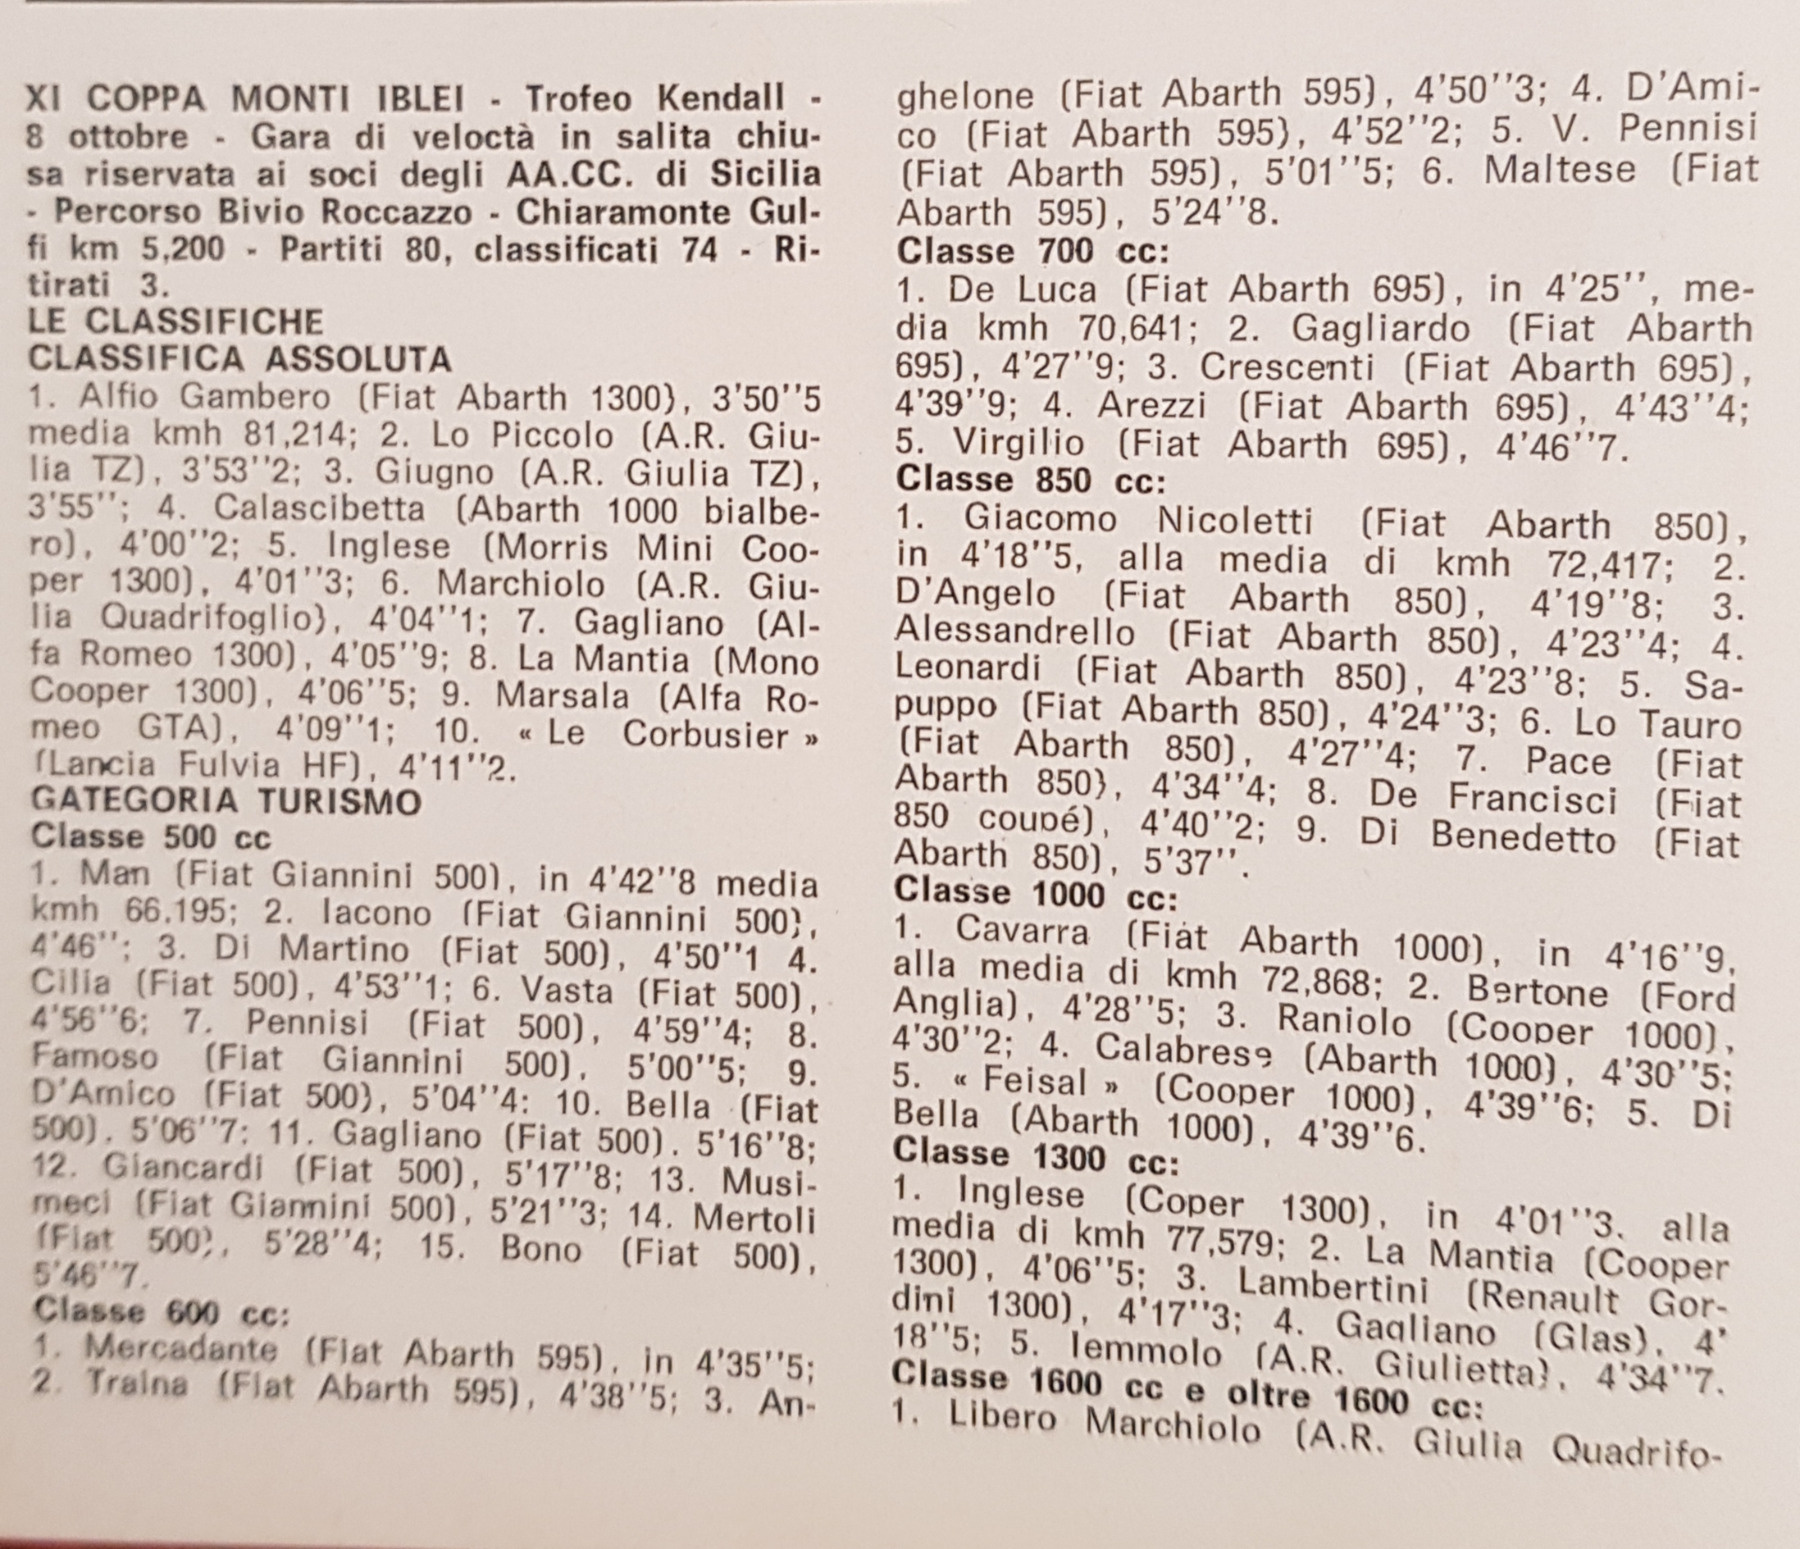 XI COPPA MONTI IBLEI - Trofeo Kendall -
8 ottobre - Gara di veloctà in salita chiu-
sa riservata ai soci degli AA.CC. di Sicilia
- Percorso Bivio Roccazzo - Chiaramonte Gul-
fi km 5,200 - Partiti 80, classificati 74 - Ri-
tirati 3.
LE CLASSIFICHE
CLASSIFICA ASSOLUTA
1. Alfio Gambero (Fiat Abarth 1300), 3'50''5
media kmh 81,214; 2. Lo Piccolo (A.R. Giu-
lia TZ), 3'53''2; 3. Giugno (A.R. Giulia TZ),
3'55''; 4. Calascibetta (Abarth 1000 bialbe-
ro), 4'00''2; 5. Inglese (Morris Mini Coo-
per 1300), 4'01''3; 6. Marchiolo (A.R. Giu-
lia Quadrifoglio), 4'04''1; 7. Gagliano (Al-
fa Romeo 1300), 4'05''9; 8. La Mantia (Mono
Cooper 1300), 4'06''5; 9. Marsala (Alfa Ro-
meo GTA), 4'09''1; 10. « Le Corbusier »
(Lancia Fulvia HF), 4'11''2.
GATEGORIA TURISMO
Classe 500 cc
1. Man (Fiat Giannini 500), in 4'42''8 media
kmh 66.195; 2. Iacono (Fiat Giannini 500),
4'46''; 3. Di Martino (Fiat 500), 4'50''1 4.
Cilia (Fiat 500), 4'53''1; 6. Vasta (Fiat 500),
4'56''6; 7. Pennisi (Fiat 500), 4'59''4; 8.
Famoso (Fiat Giannini 500), 5'00''5; 9.
D'Amico (Fiat 500), 5'04''4: 10. Bella (Fiat
500), 5'06''7; 11. Gagliano (Fiat 500). 5'16''8;
12. Giancardi (Fiat 500), 5'17''8; 13. Musi-
meci (Fiat Giannini 500), 5'21''3; 14. Mertoli
(Fiat 500), 5'28''4; 15. Bono (Fiat 500),
5'46''7.
Classe 600 cc:
1. Mercadante (Fiat Abarth 595), in 4'35''5;
2. Traina (Fiat Abarth 595), 4'38''5; 3. An-
ghelone (Fiat Abarth 595), 4'50''3; 4. D'Ami-
co (Fiat Abarth 595), 4'52''2; 5. V. Pennisi
(Fiat Abarth 595), 5'01''5; 6. Maltese (Fiat
Abarth 595), 5'24''8.
Classe 700 cc:
1. De Luca (Fiat Abarth 695), in 4'25'', me-
dia kmh 70,641; 2. Gagliardo (Fiat Abarth
695), 4'27''9; 3. Crescenti (Fiat Abarth 695),
4'39''9; 4. Arezzi (Fiat Abarth 695), 4'43''4;
5. Virgilio (Fiat Abarth 695), 4'46''7.
Classe 850 cc:
1. Giacomo Nicoletti (Fiat Abarth 850),
in 4'18''5, alla media di kmh 72,417; 2.
D'Angelo (Fiat Abarth 850), 4'19''8; 3.
Alessandrello (Fiat Abarth 850), 4'23''4; 4.
Leonardi (Fiat Abarth 850), 4'23''8; 5. Sa-
puppo (Fiat Abarth 850), 4'24''3; 6. Lo Tauro
(Fiat Abarth 850), 4'27''4; 7. Pace (Fiat
Abarth 850), 4'34''4; 8. De Francisci (Fiat
850 coupé), 4'40''2; 9. Di Benedetto (Fiat
Abarth 850), 5'37''.
Classe 1000 cc:
1. Cavarra (Fiat Abarth 1000), in 4'16''9,
alla media di kmh 72,868; 2. Bertone (Ford
Anglia), 4'28''5; 3. Raniolo (Cooper 1000),
4'30''2; 4. Calabrese (Abarth 1000), 4'30''5;
5. « Feisal » (Cooper 1000), 4'39''6; 5. Di
Bella (Abarth 1000), 4'39''6.
Classe 1300 cc:
1. Inglese (Coper 1300), in 4'01''3. alla
media di kmh 77,579; 2. La Mantia (Cooper
1300), 4'06''5; 3. Lambertini (Renault Gor-
dini 1300), 4'17''3; 4. Gagliano (Glas), 4'
18''5; 5. Iemmolo (A.R. Giulietta), 4'34''7.
Classe 1600 cc e oltre 1600 cc:
1. Libero Marchiolo (A.R. Giulia Quadrifo-